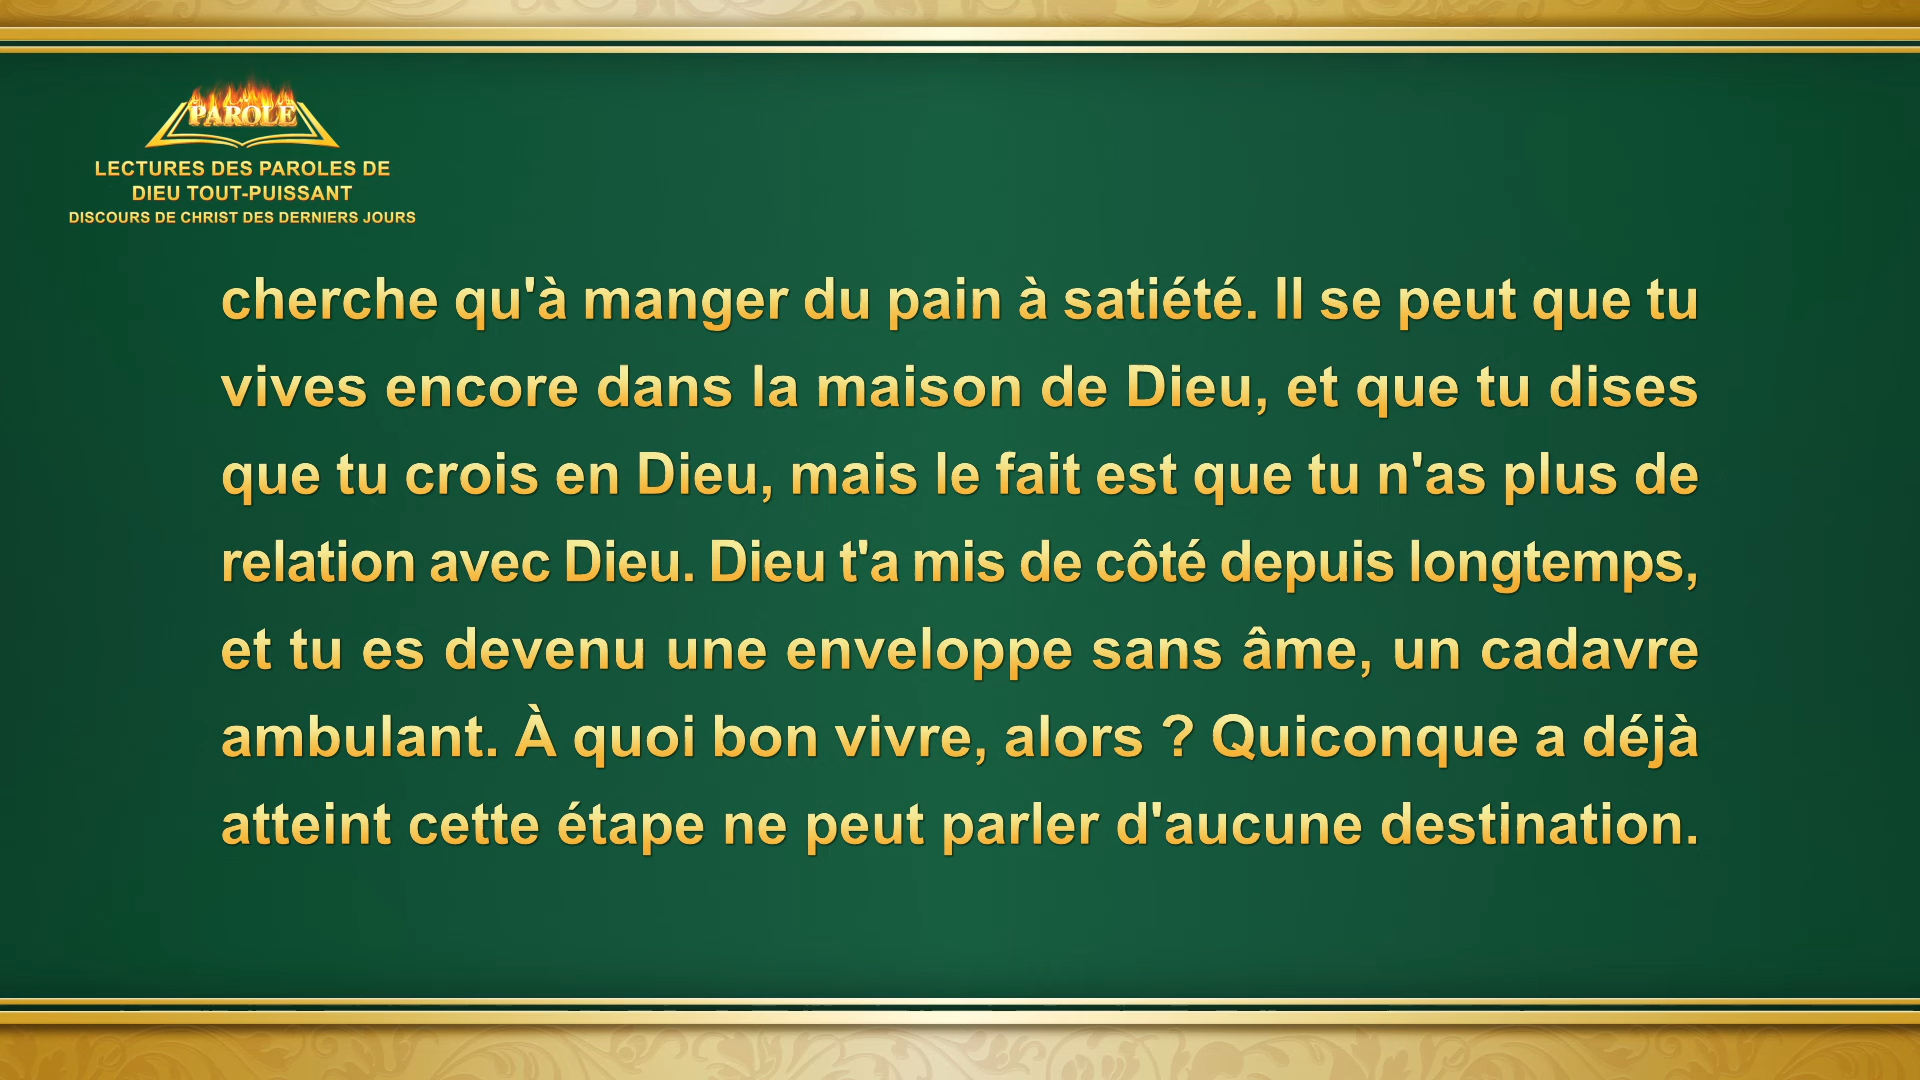 PAROLE
LECTURES DES PAROLES DE
DIEU TOUT-PUISSANT
DISCOURS DE CHRIST DES DERNIERS JOURS
cherche qu'à manger du pain à satiété. Il se peut que tu
vives encore dans la maison de Dieu, et que tu dises
que tu crois en Dieu, mais le fait est que tu n'as plus de
relation avec Dieu. Dieu t'a mis de côté depuis longtemps,
et tu es devenu une enveloppe sans âme, un cadavre
ambulant. À quoi bon vivre, alors ? Quiconque a déjà
atteint cette étape ne peut parler d'aucune destination.